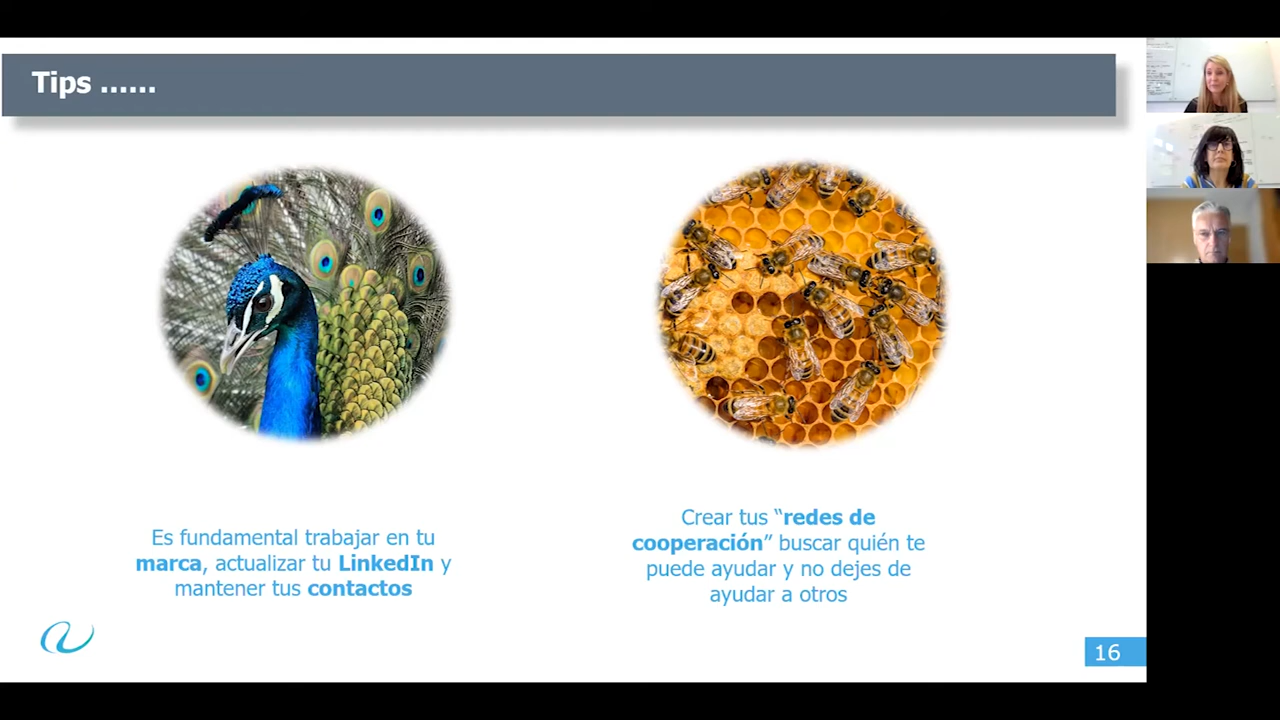 Tips ......
Es fundamental trabajar en tu
marca, actualizar tu LinkedIn y
mantener tus contactos
Crear tus “redes de
cooperación” buscar quién te
puede ayudar y no dejes de
ayudar a otros
16